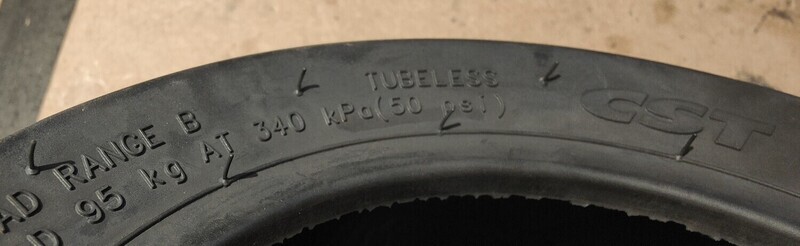 TUBELESS
AD RANGE B
D 95 kg AT 340 kPa(50 psi)
CST